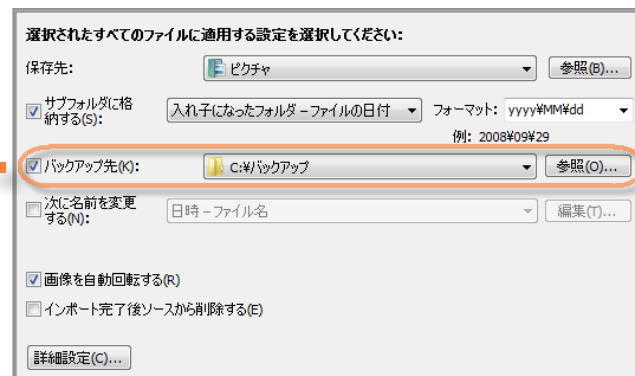 選択されたすべてのファイルに適用する設定を選択してください:
保存先: ピクチャ 参照(B)...
サブフォルダに格
納する(S): 入れ子になったフォルダ – ファイルの日付 フォーマット: yyyy¥MM¥dd
例: 2008¥09¥29
バックアップ先(K): C:¥バックアップ 参照(O)...
次に名前を変更
する(N): 日時 – ファイル名 編集(T)...
画像を自動回転する(R)
インポート完了後ソースから削除する(E)
詳細設定(C)...